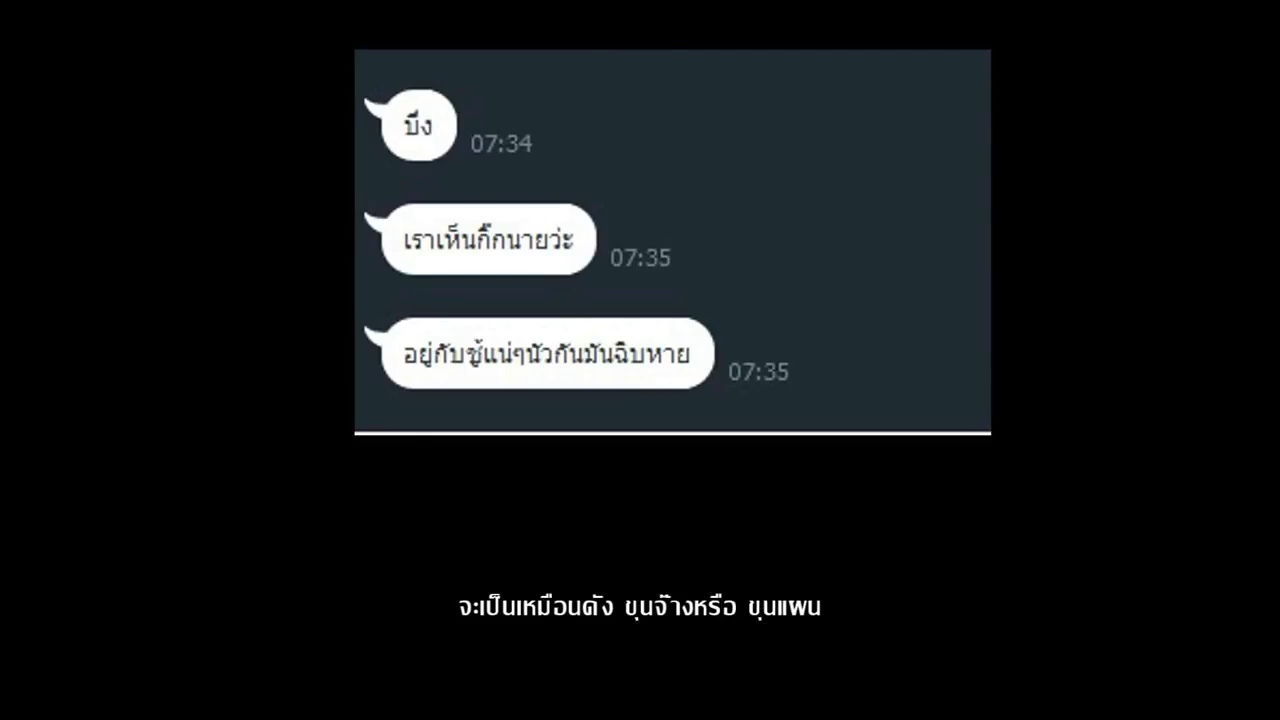 บึ่ง
07:34
เราเห็นกิ๊กนายว่ะ
07:35
อยู่กับชู้แน่ๆนัวกันมันฉิบหาย
07:35
จะเป็นเหมือนดัง ขุนจ้างหรือ ขุนแผน